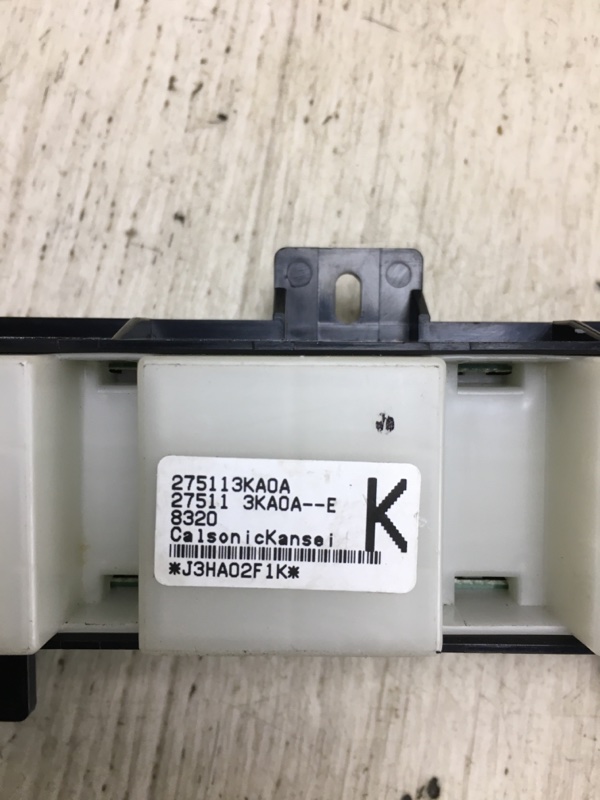 275113KA0A
27511 3KA0A--E
8320
CalsonicKansei
*J3HA02F1K*
K